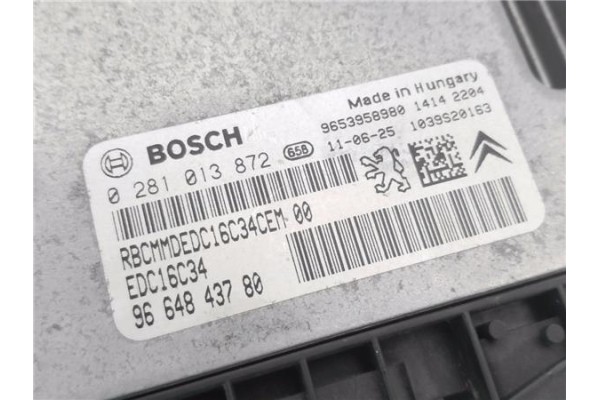 Made in Hungary
BOSCH
9653958980 1414 2204
0 281 013 872 658 11-06-25 1039S20163
RBCMMDEDC16C34CEM 00
EDC16C34
96 648 437 80